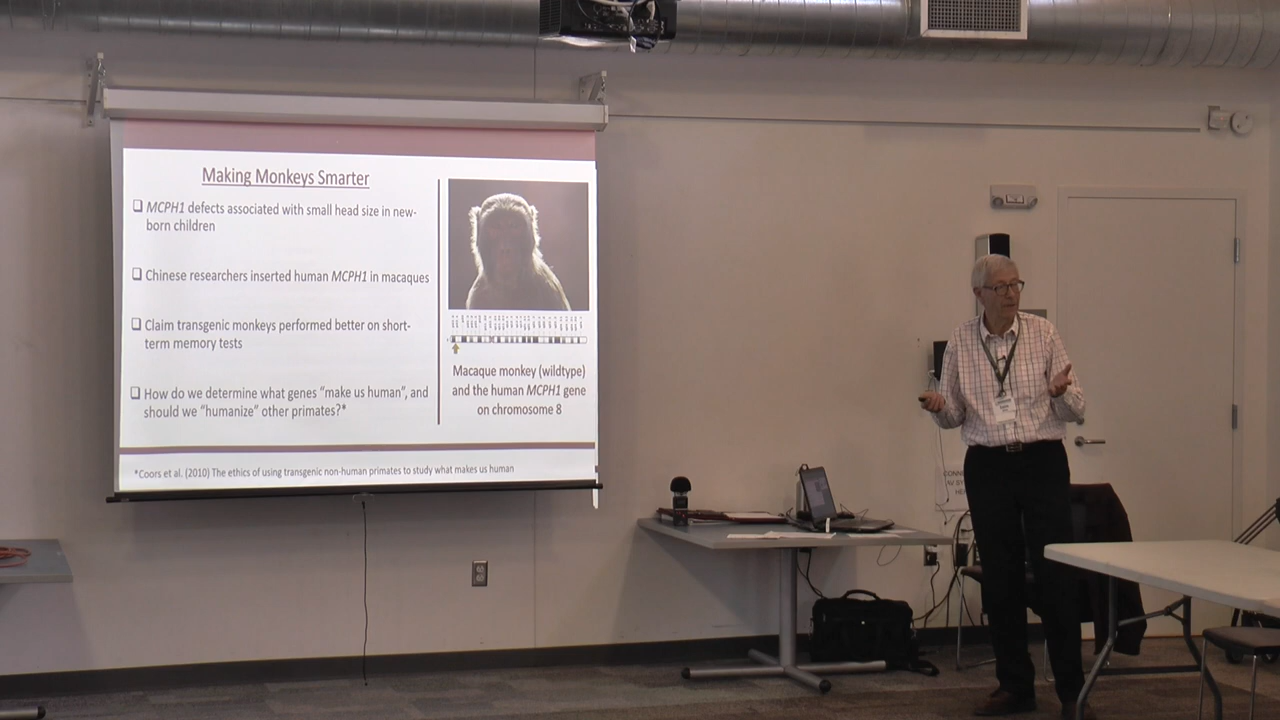 Making Monkeys Smarter
❑ MCPH1 defects associated with small head size in new-
born children
❑ Chinese researchers inserted human MCPH1 in macaques
❑ Claim transgenic monkeys performed better on short-
term memory tests
❑ How do we determine what genes “make us human”, and
should we “humanize” other primates?*
Macaque monkey (wildtype)
and the human MCPH1 gene
on chromosome 8
*Coors et al. (2010) The ethics of using transgenic non-human primates to study what makes us human